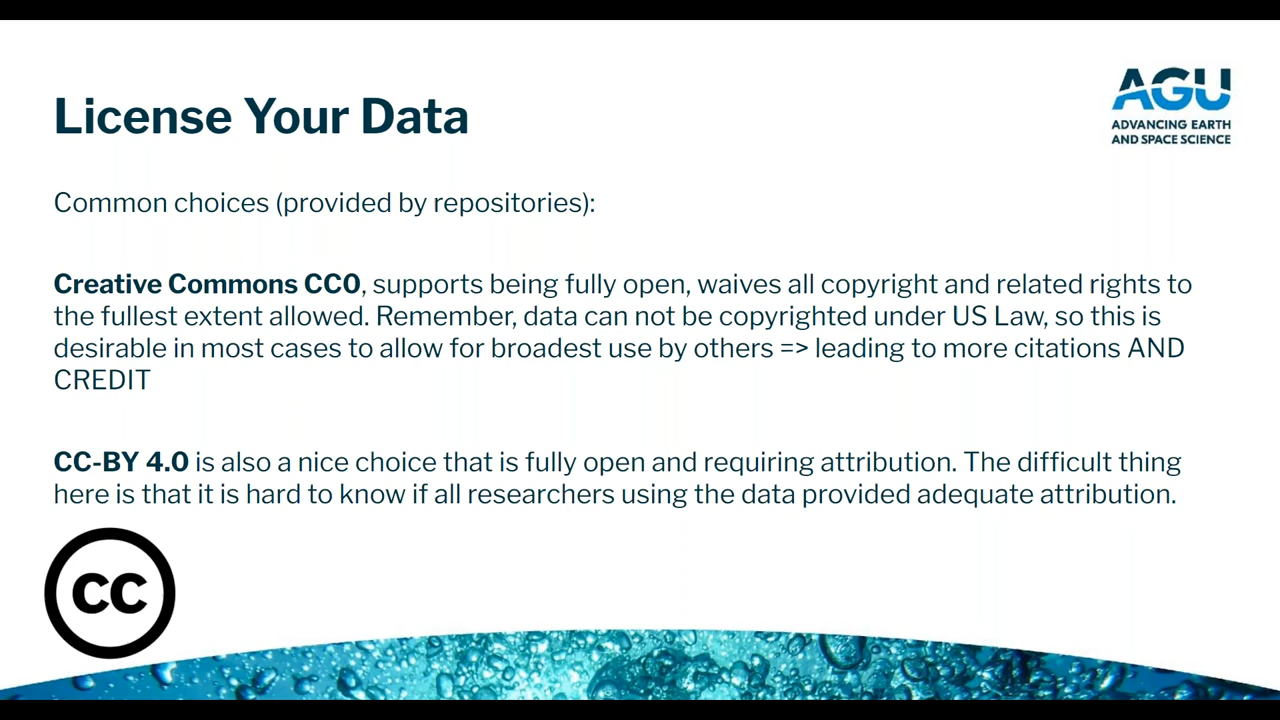 AGU
ADVANCING EARTH
AND SPACE SCIENCE
License Your Data
Common choices (provided by repositories):
Creative Commons CC0, supports being fully open, waives all copyright and related rights to
the fullest extent allowed. Remember, data can not be copyrighted under US Law, so this is
desirable in most cases to allow for broadest use by others => leading to more citations AND
CREDIT
CC-BY 4.0 is also a nice choice that is fully open and requiring attribution. The difficult thing
here is that it is hard to know if all researchers using the data provided adequate attribution.
CC